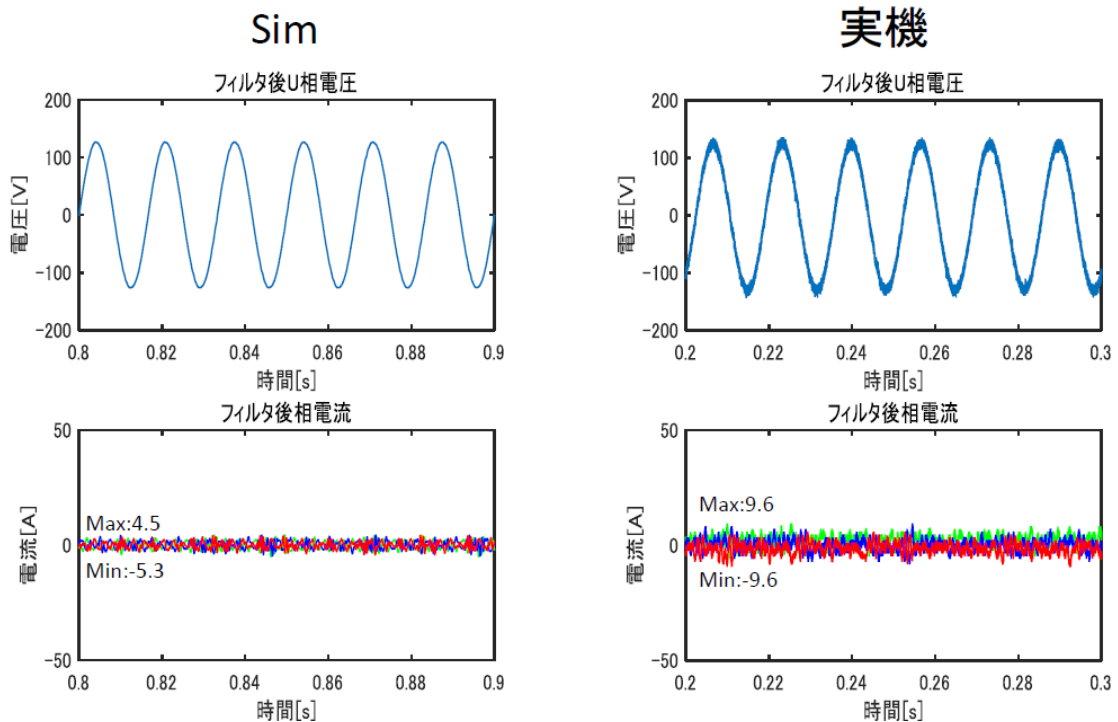 Sim
実機
フィルタ後U相電圧
200
100
0
-100
-200
電圧[V]
0.8
0.82
0.84
0.86
0.88
0.9
時間[s]
フィルタ後U相電圧
200
100
0
-100
-200
電圧[V]
0.2
0.22
0.24
0.26
0.28
0.3
時間[s]
フィルタ後相電流
50
0
-50
電流[A]
Max:4.5
Min:-5.3
0.8
0.82
0.84
0.86
0.88
0.9
時間[s]
フィルタ後相電流
50
0
-50
電流[A]
Max:9.6
Min:-9.6
0.2
0.22
0.24
0.26
0.28
0.3
時間[s]